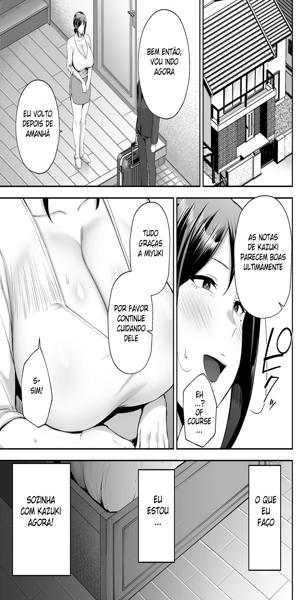 BEM ENTÃO,
VOU INDO
AGORA
EU VOLTO
DEPOIS DE
AMANHÃ
AS NOTAS
DE KAZUKI
PARECEM BOAS
ULTIMAMENTE
EH
...?
OF
COURSE
...
TUDO
GRAÇAS
A MIYUKI
POR FAVOR
CONTINUE
CUIDANDO
DELE
S-
SIM!
O QUE
EU
FAÇO
EU
ESTOU
...
SOZINHA
COM KAZUKI
AGORA!